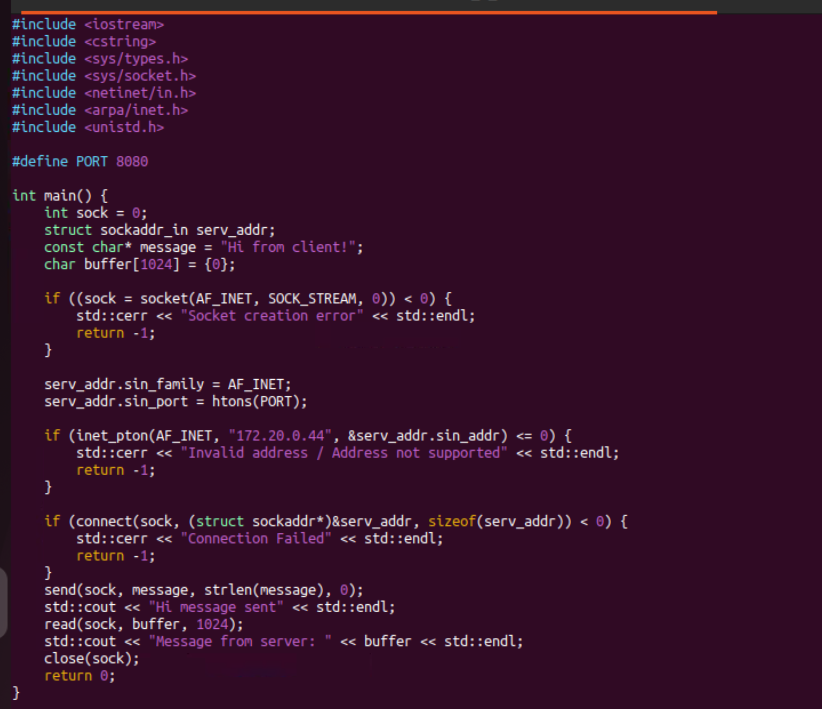 #include <iostream>
#include <cstring>
#include <sys/types.h>
#include <sys/socket.h>
#include <netinet/in.h>
#include <arpa/inet.h>
#include <unistd.h>

#define PORT 8080

int main() {
    int sock = 0;
    struct sockaddr_in serv_addr;
    const char* message = "Hi from client!";
    char buffer[1024] = {0};

    if ((sock = socket(AF_INET, SOCK_STREAM, 0)) < 0) {
        std::cerr << "Socket creation error" << std::endl;
        return -1;
    }

    serv_addr.sin_family = AF_INET;
    serv_addr.sin_port = htons(PORT);

    if (inet_pton(AF_INET, "172.20.0.44", &serv_addr.sin_addr) <= 0) {
        std::cerr << "Invalid address / Address not supported" << std::endl;
        return -1;
    }

    if (connect(sock, (struct sockaddr*)&serv_addr, sizeof(serv_addr)) < 0) {
        std::cerr << "Connection Failed" << std::endl;
        return -1;
    }
    send(sock, message, strlen(message), 0);
    std::cout << "Hi message sent" << std::endl;
    read(sock, buffer, 1024);
    std::cout << "Message from server: " << buffer << std::endl;
    close(sock);
    return 0;
}